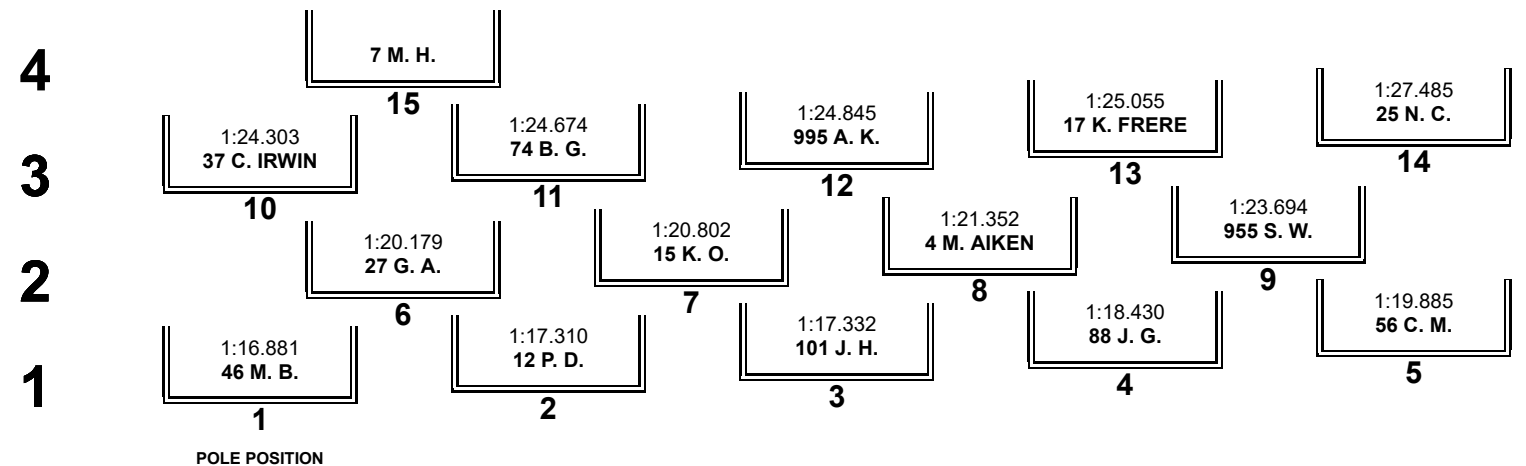 4
7 M. H.
15
1:24.303
37 C. IRWIN
10
1:24.674
74 B. G.
11
1:24.845
995 A. K.
12
1:25.055
17 K. FRERE
13
1:27.485
25 N. C.
14
3
1:20.179
27 G. A.
6
1:20.802
15 K. O.
7
1:21.352
4 M. AIKEN
8
1:23.694
955 S. W.
9
2
1:16.881
46 M. B.
1
1:17.310
12 P. D.
2
1:17.332
101 J. H.
3
1:18.430
88 J. G.
4
1:19.885
56 C. M.
5
1
POLE POSITION